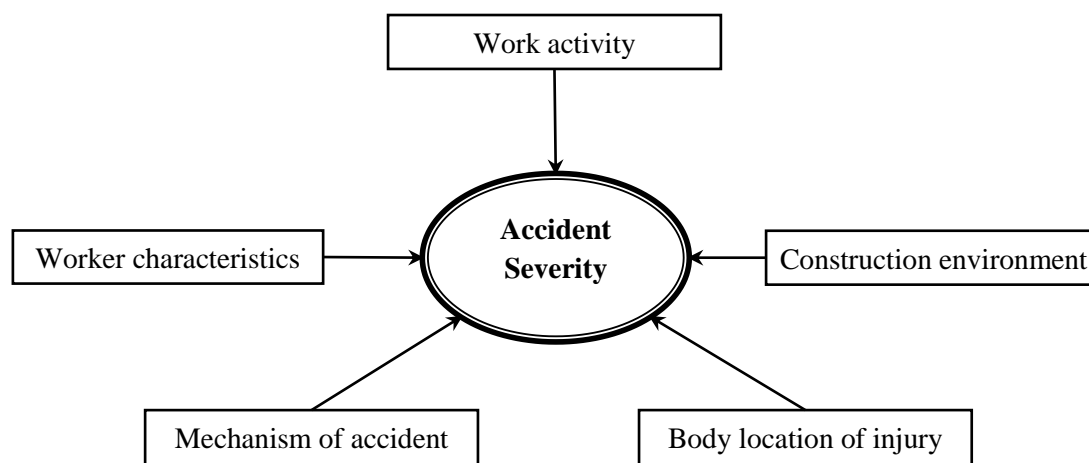 Work activity
Accident
Severity
Worker characteristics
Construction environment
Mechanism of accident
Body location of injury